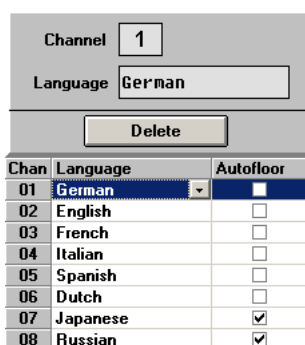 Channel 1
Language German
Delete
Chan Language Autofloor
01 German
02 English
03 French
04 Italian
05 Spanish
06 Dutch
07 Japanese
08 Russian